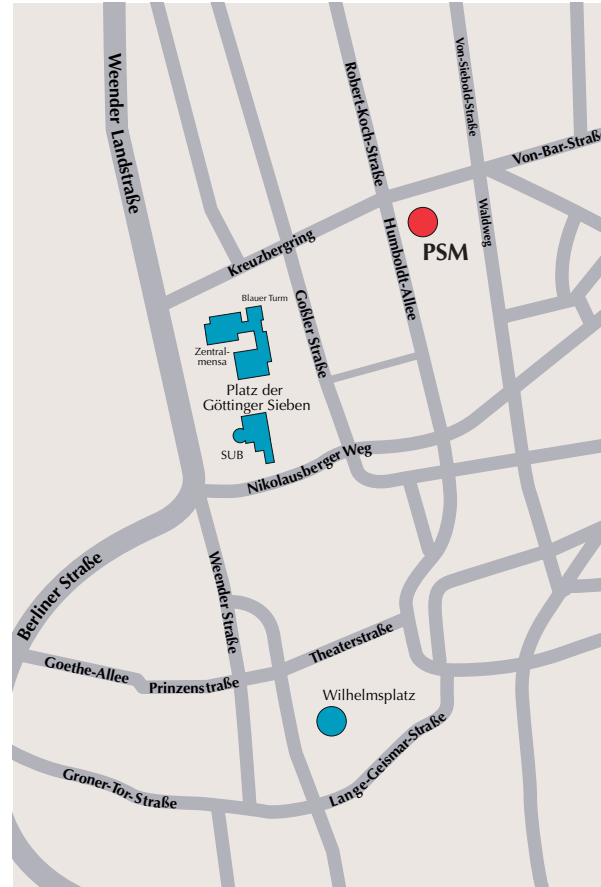 Weender Landstraße
Robert-Koch-Straße
Von-Siebold-Straße
Von-Bar-Straße
Waldweg
Kreuzbergring
PSM
Humboldt-Allee
Goßler Straße
Blauer Turm
Zentral-
mensa
Platz der
Göttinger Sieben
SUB
Nikolausberger Weg
Berliner Straße
Weender Straße
Theaterstraße
Goethe-Allee
Prinzenstraße
Wilhelmsplatz
Lange-Geismar-Straße
Groner-Tor-Straße